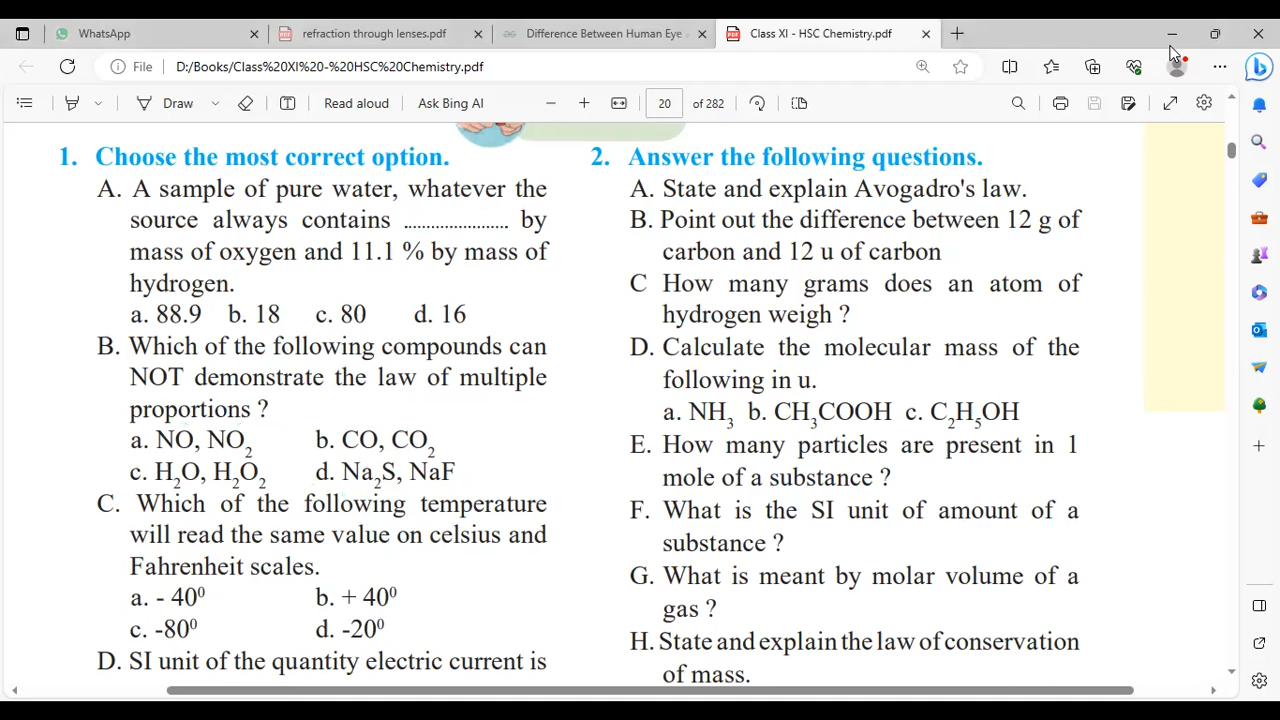 WhatsApp
refraction through lenses.pdf
Difference Between Human Eye
Class XI - HSC Chemistry.pdf
File D:/Books/Class%20XI%20-%20HSC%20Chemistry.pdf
Draw
Read aloud
Ask Bing AI
20 of 282
1. Choose the most correct option.
A. A sample of pure water, whatever the
source always contains ....................... by
mass of oxygen and 11.1 % by mass of
hydrogen.
a. 88.9 b. 18 c. 80 d. 16
B. Which of the following compounds can
NOT demonstrate the law of multiple
proportions ?
a. NO, NO₂ b. CO, CO₂
c. H₂O, H₂O₂ d. Na₂S, NaF
C. Which of the following temperature
will read the same value on celsius and
Fahrenheit scales.
a. - 40⁰ b. + 40⁰
c. -80⁰ d. -20⁰
D. SI unit of the quantity electric current is
2. Answer the following questions.
A. State and explain Avogadro's law.
B. Point out the difference between 12 g of
carbon and 12 u of carbon
C How many grams does an atom of
hydrogen weigh ?
D. Calculate the molecular mass of the
following in u.
a. NH₃ b. CH₃COOH c. C₂H₅OH
E. How many particles are present in 1
mole of a substance ?
F. What is the SI unit of amount of a
substance ?
G. What is meant by molar volume of a
gas ?
H. State and explain the law of conservation
of mass.